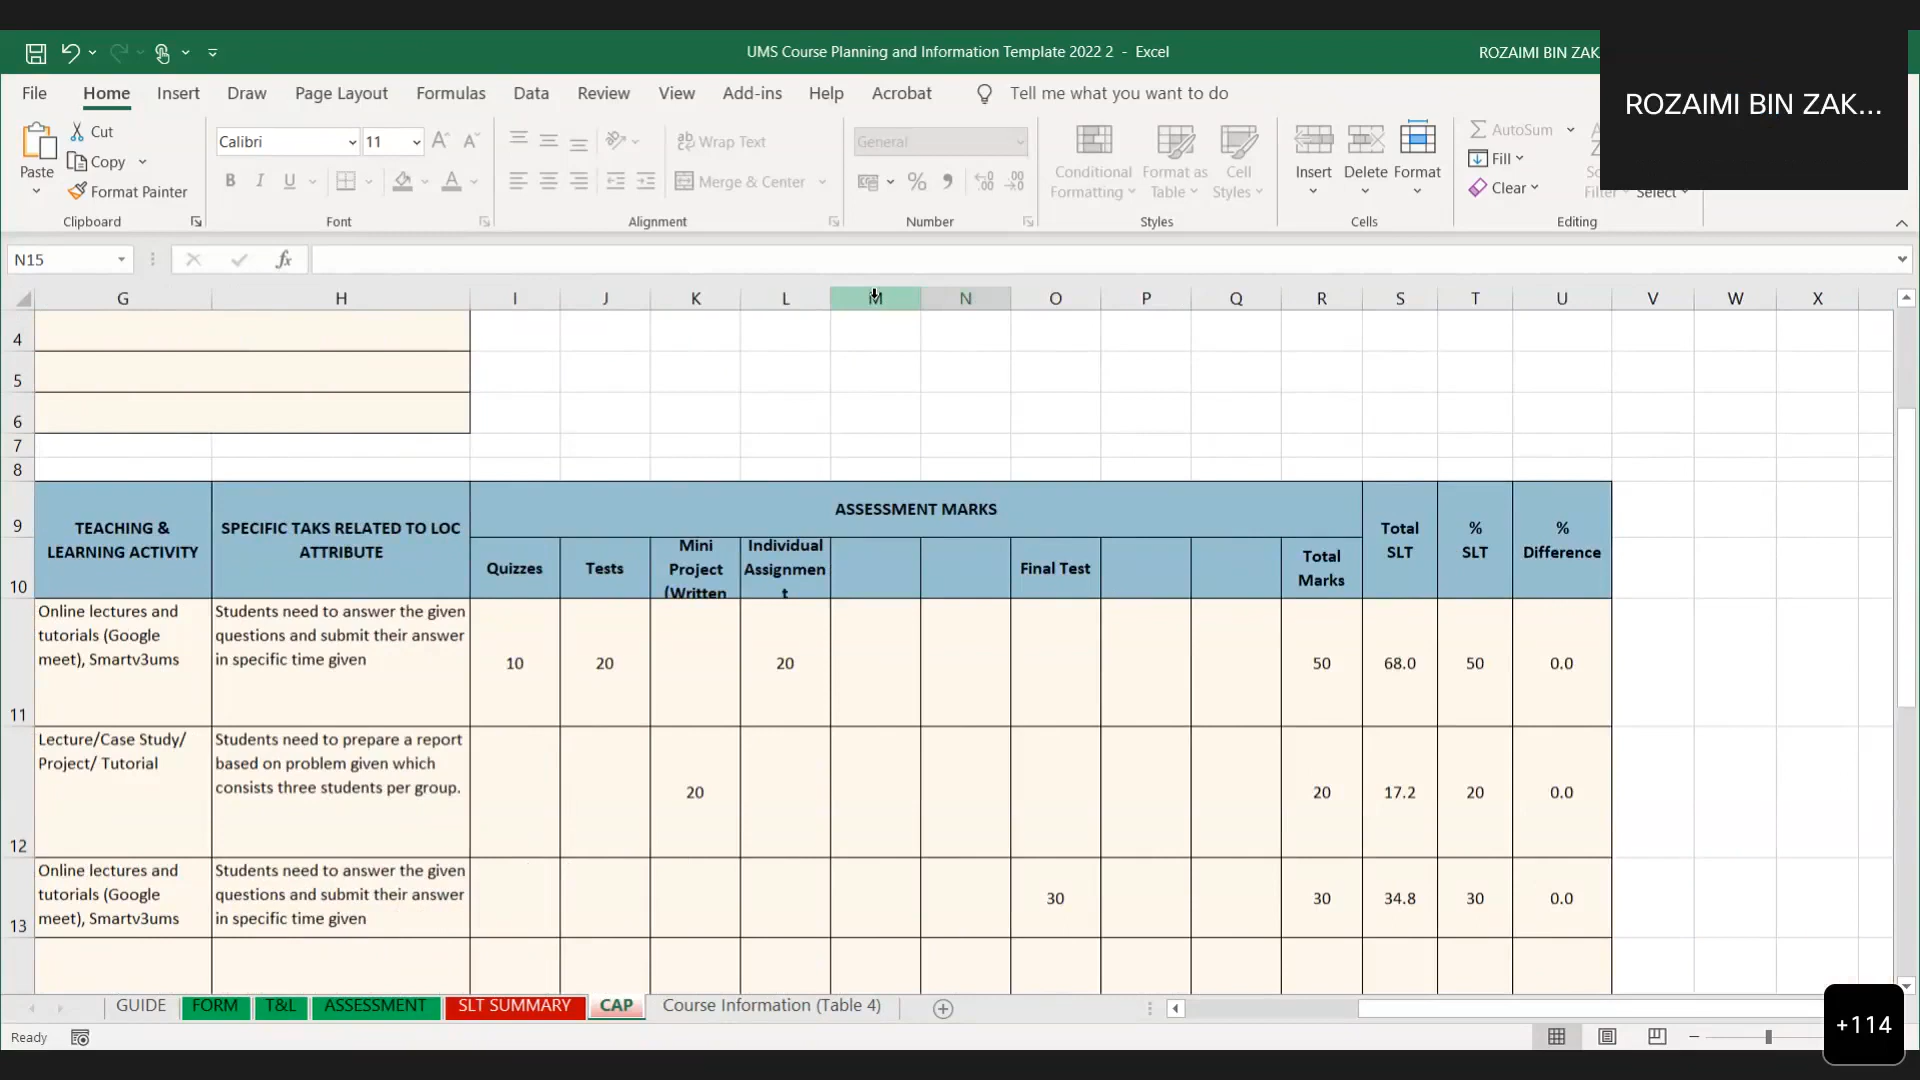 UMS Course Planning and Information Template 2022 2 - Excel
ROZAIMI BIN ZAK
ROZAIMI BIN ZAK...
File Home Insert Draw Page Layout Formulas Data Review View Add-ins Help Acrobat Tell me what you want to do
Paste
Cut
Copy
Format Painter
Clipboard
Calibri 11
B I U
Font
Wrap Text
Merge & Center
Alignment
General
Number
Conditional Formatting
Format as Table
Cell Styles
Styles
Insert Delete Format
Cells
AutoSum
Fill
Clear
Select
Editing
N15
fx
G H I J K L M N O P Q R S T U V W X
4
5
6
7
8
9
10
TEACHING &
LEARNING ACTIVITY
SPECIFIC TAKS RELATED TO LOC
ATTRIBUTE
ASSESSMENT MARKS
Quizzes
Tests
Mini
Project
(Written
Individual
Assignmen
t
Final Test
Total
Marks
Total
SLT
%
SLT
%
Difference
11
Online lectures and
tutorials (Google
meet), Smartv3ums
Students need to answer the given
questions and submit their answer
in specific time given
10 20 20 50 68.0 50 0.0
12
Lecture/Case Study/
Project/ Tutorial
Students need to prepare a report
based on problem given which
consists three students per group.
20 20 17.2 20 0.0
13
Online lectures and
tutorials (Google
meet), Smartv3ums
Students need to answer the given
questions and submit their answer
in specific time given
30 30 34.8 30 0.0
GUIDE FORM T&L ASSESSMENT SLT SUMMARY CAP Course Information (Table 4)
Ready
+114